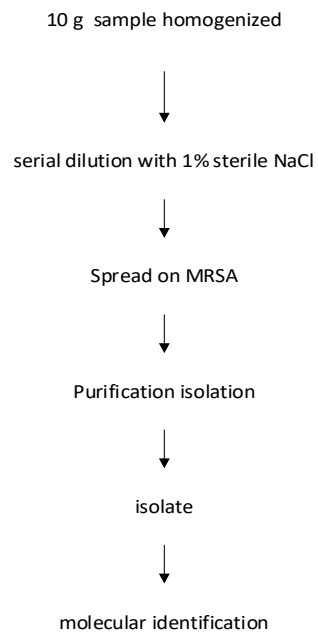 10 g sample homogenized
serial dilution with 1% sterile NaCl
Spread on MRSA
Purification isolation
isolate
molecular identification